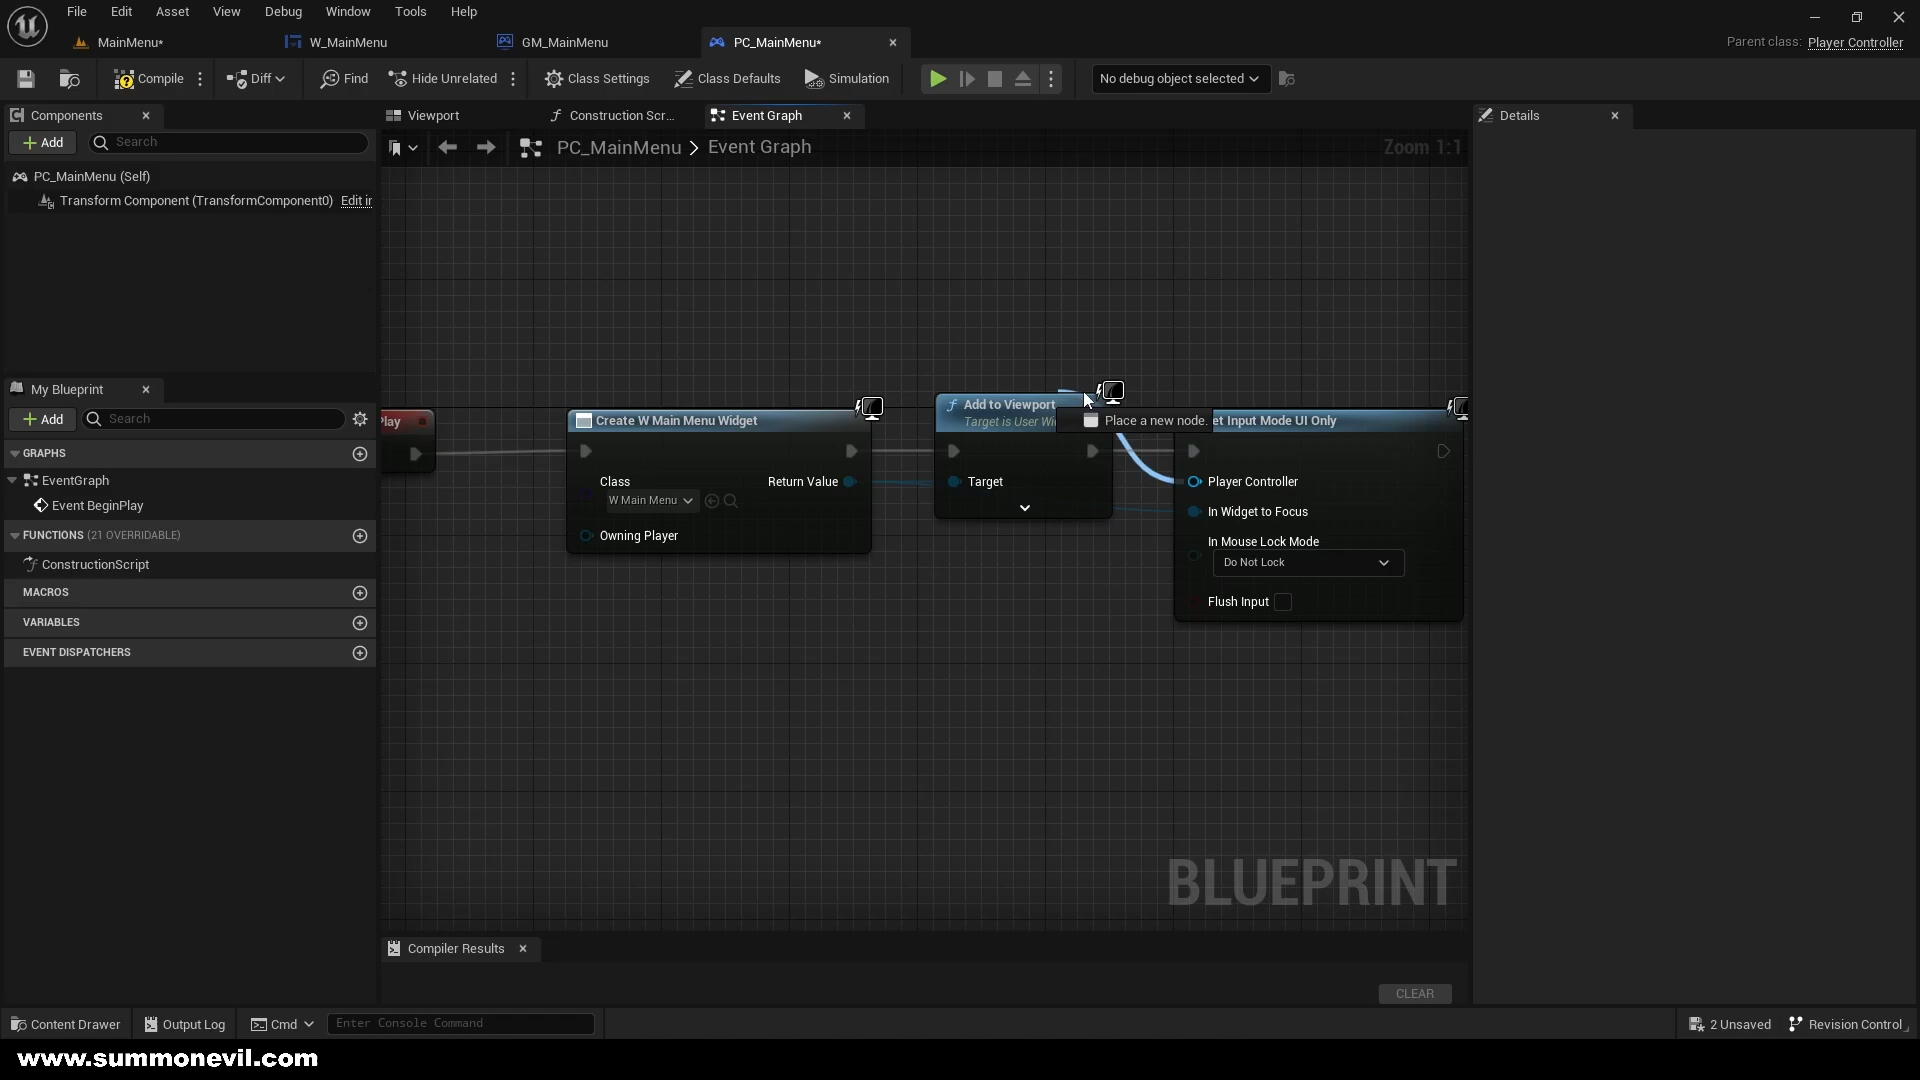 File Edit Asset View Debug Window Tools Help
MainMenu* W_MainMenu GM_MainMenu PC_MainMenu*
Parent class: Player Controller
Compile Diff Find Hide Unrelated Class Settings Class Defaults Simulation No debug object selected
Components
Viewport Construction Scr... Event Graph
Details
Add Search
PC_MainMenu > Event Graph
Zoom 1:1
PC_MainMenu (Self)
Transform Component (TransformComponent0) Edit in
My Blueprint
Add Search
GRAPHS
EventGraph
Event BeginPlay
FUNCTIONS (21 OVERRIDABLE)
ConstructionScript
MACROS
VARIABLES
EVENT DISPATCHERS
Play
Create W Main Menu Widget
Class
Return Value
W Main Menu
Owning Player
f Add to Viewport
Target is User Wi
Place a new node.
Target
et Input Mode UI Only
Player Controller
In Widget to Focus
In Mouse Lock Mode
Do Not Lock
Flush Input
BLUEPRINT
Compiler Results
CLEAR
Content Drawer Output Log Cmd Enter Console Command
2 Unsaved Revision Control
www.summonevil.com